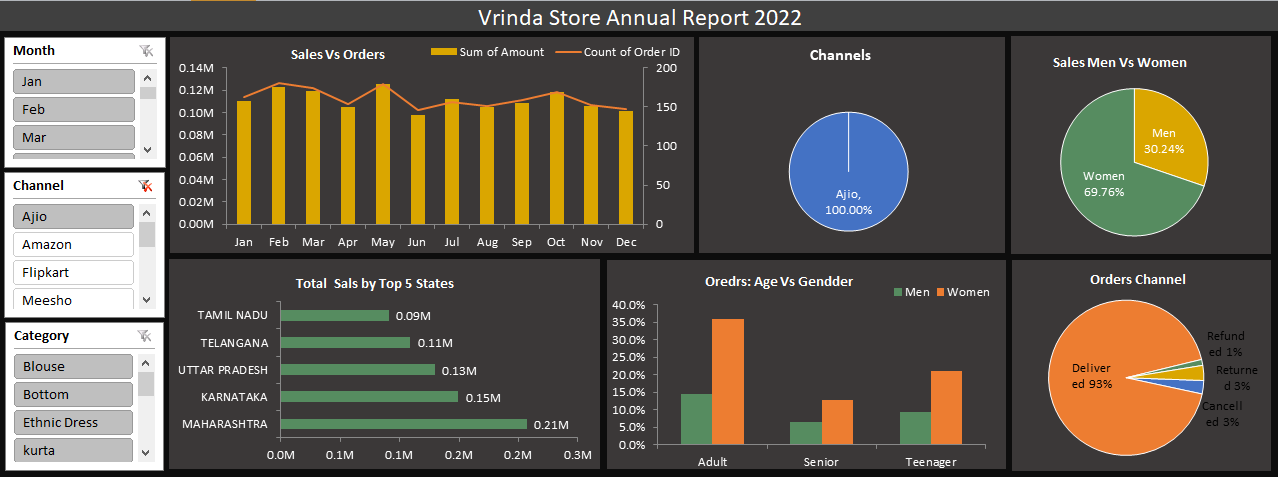 Vrinda Store Annual Report 2022
Month
Jan
Feb
Mar
Channel
Ajio
Amazon
Flipkart
Meesho
Category
Blouse
Bottom
Ethnic Dress
kurta
Sales Vs Orders
Sum of Amount
Count of Order ID
0.14M
0.12M
0.10M
0.08M
0.06M
0.04M
0.02M
0.00M
200
150
100
50
0
Jan Feb Mar Apr May Jun Jul Aug Sep Oct Nov Dec
Channels
Ajio,
100.00%
Sales Men Vs Women
Men
30.24%
Women
69.76%
Total Sals by Top 5 States
TAMIL NADU 0.09M
TELANGANA 0.11M
UTTAR PRADESH 0.13M
KARNATAKA 0.15M
MAHARASHTRA 0.21M
0.0M 0.1M 0.1M 0.2M 0.2M 0.3M
Oredrs: Age Vs Gendder
Men Women
40.0%
35.0%
30.0%
25.0%
20.0%
15.0%
10.0%
5.0%
0.0%
Adult Senior Teenager
Orders Channel
Refund
ed 1%
Returne
d 3%
Cancell
ed 3%
Deliver
ed 93%